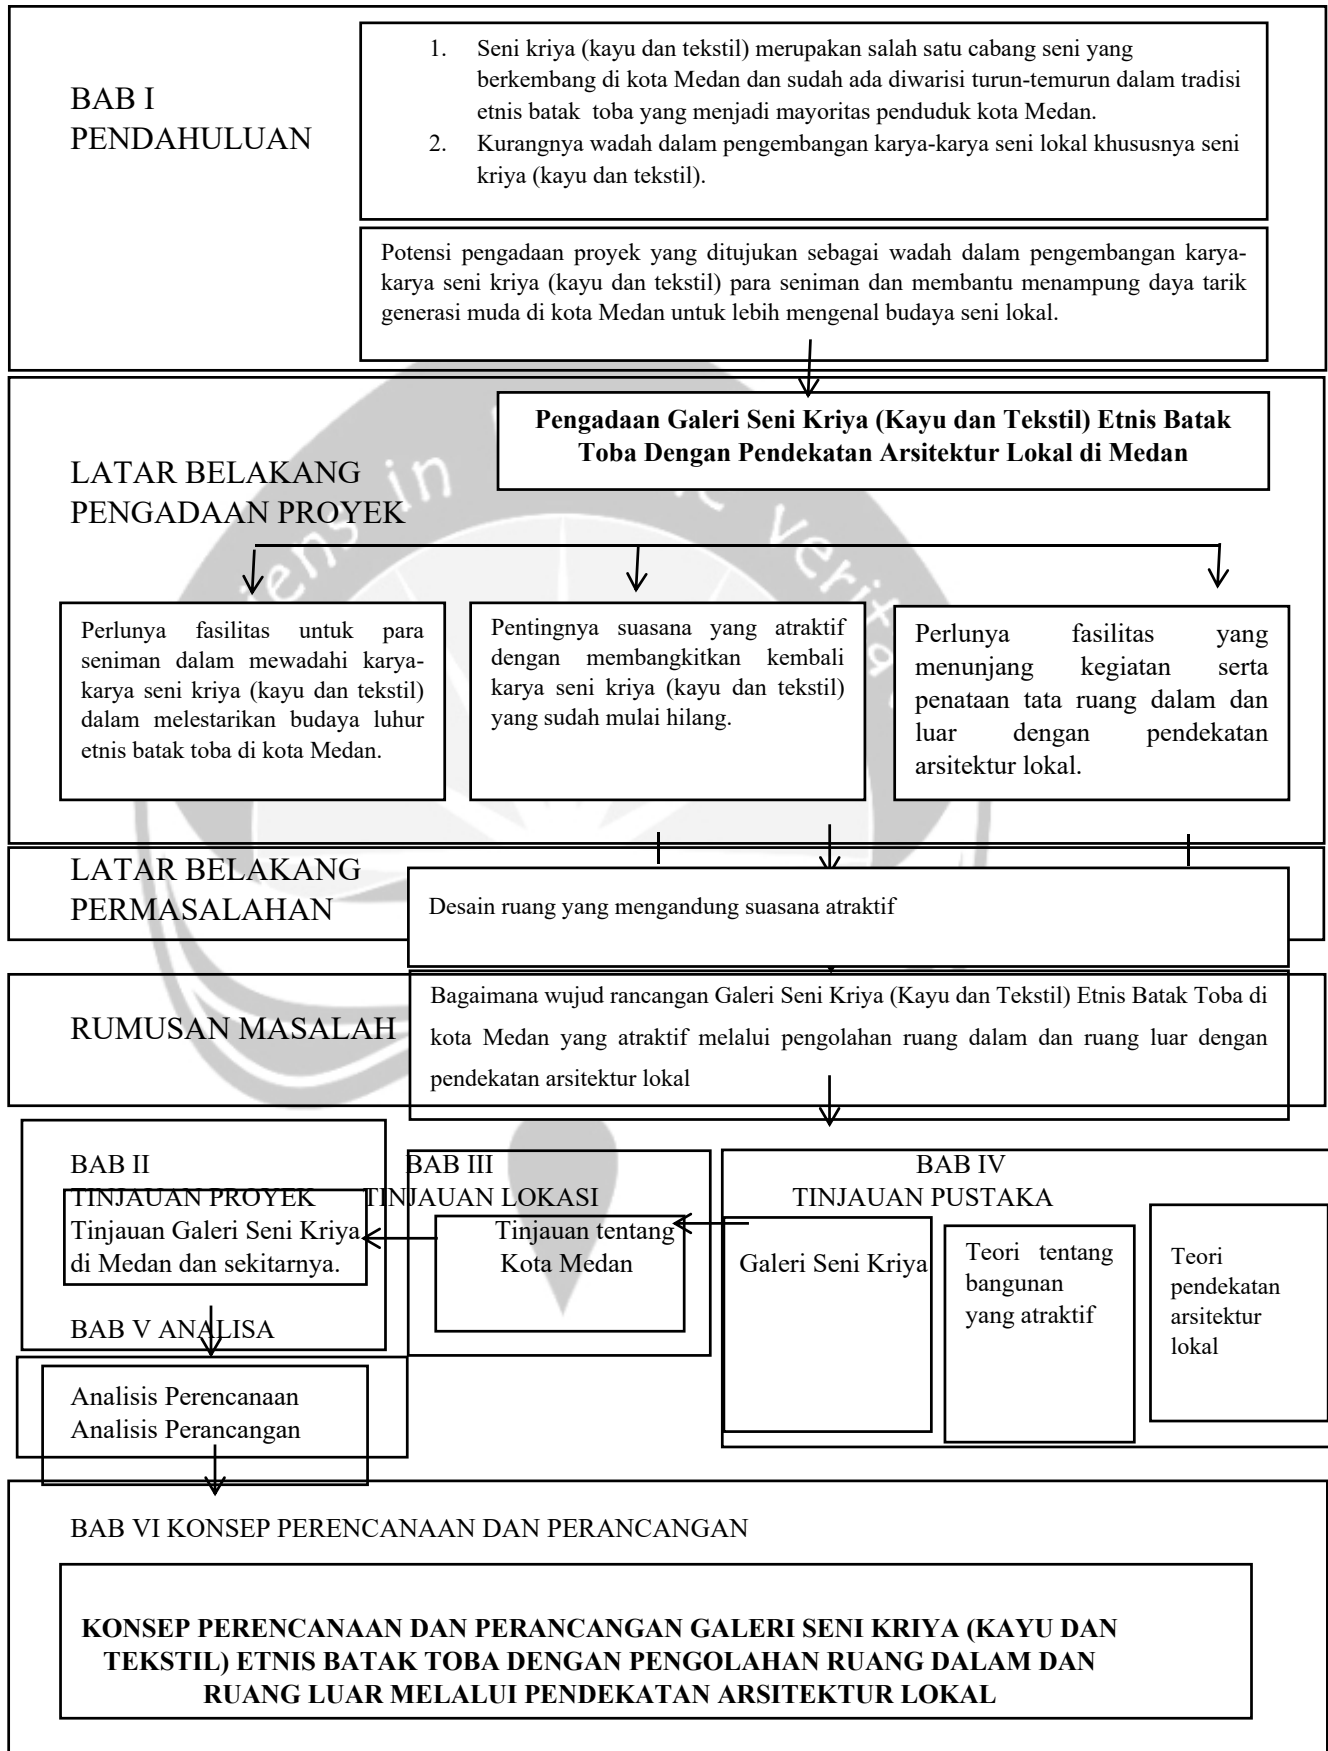 BAB I
PENDAHULUAN
1. Seni kriya (kayu dan tekstil) merupakan salah satu cabang seni yang
berkembang di kota Medan dan sudah ada diwarisi turun-temurun dalam tradisi
etnis batak toba yang menjadi mayoritas penduduk kota Medan.
2. Kurangnya wadah dalam pengembangan karya-karya seni lokal khususnya seni
kriya (kayu dan tekstil).
Potensi pengadaan proyek yang ditujukan sebagai wadah dalam pengembangan karya-
karya seni kriya (kayu dan tekstil) para seniman dan membantu menampung daya tarik
generasi muda di kota Medan untuk lebih mengenal budaya seni lokal.
LATAR BELAKANG
PENGADAAN PROYEK
Pengadaan Galeri Seni Kriya (Kayu dan Tekstil) Etnis Batak
Toba Dengan Pendekatan Arsitektur Lokal di Medan
Perlunya fasilitas untuk para
seniman dalam mewadahi karya-
karya seni kriya (kayu dan tekstil)
dalam melestarikan budaya luhur
etnis batak toba di kota Medan.
Pentingnya suasana yang atraktif
dengan membangkitkan kembali
karya seni kriya (kayu dan tekstil)
yang sudah mulai hilang.
Perlunya fasilitas yang
menunjang kegiatan serta
penataan tata ruang dalam dan
luar dengan pendekatan
arsitektur lokal.
LATAR BELAKANG
PERMASALAHAN
Desain ruang yang mengandung suasana atraktif
RUMUSAN MASALAH
Bagaimana wujud rancangan Galeri Seni Kriya (Kayu dan Tekstil) Etnis Batak Toba di
kota Medan yang atraktif melalui pengolahan ruang dalam dan ruang luar dengan
pendekatan arsitektur lokal
BAB II
TINJAUAN PROYEK
Tinjauan Galeri Seni Kriya
di Medan dan sekitarnya.
BAB III
TINJAUAN LOKASI
Tinjauan tentang
Kota Medan
BAB IV
TINJAUAN PUSTAKA
Galeri Seni Kriya
Teori tentang
bangunan
yang atraktif
Teori
pendekatan
arsitektur
lokal
BAB V ANALISA
Analisis Perencanaan
Analisis Perancangan
BAB VI KONSEP PERENCANAAN DAN PERANCANGAN
KONSEP PERENCANAAN DAN PERANCANGAN GALERI SENI KRIYA (KAYU DAN
TEKSTIL) ETNIS BATAK TOBA DENGAN PENGOLAHAN RUANG DALAM DAN
RUANG LUAR MELALUI PENDEKATAN ARSITEKTUR LOKAL